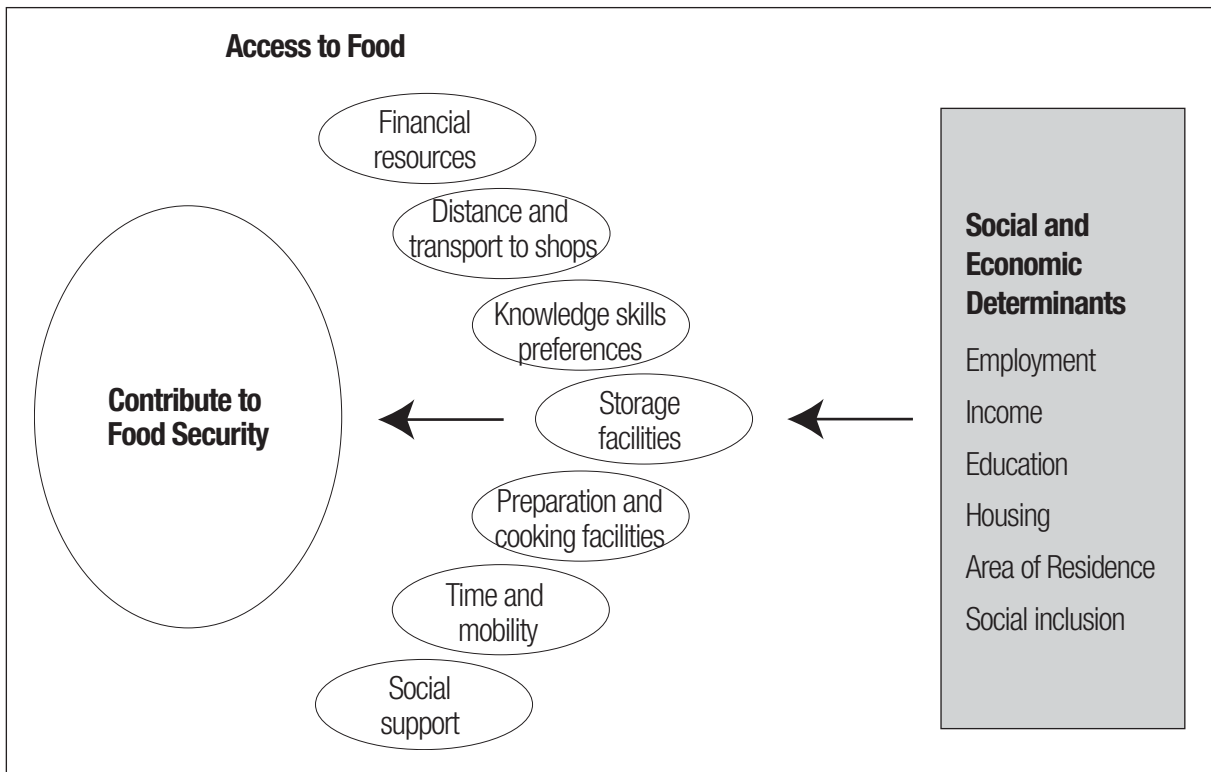 Access to Food
Financial
resources
Distance and
transport to shops
Knowledge skills
preferences
Storage
facilities
Preparation and
cooking facilities
Time and
mobility
Social
support
Contribute to
Food Security
Social and
Economic
Determinants
Employment
Income
Education
Housing
Area of Residence
Social inclusion